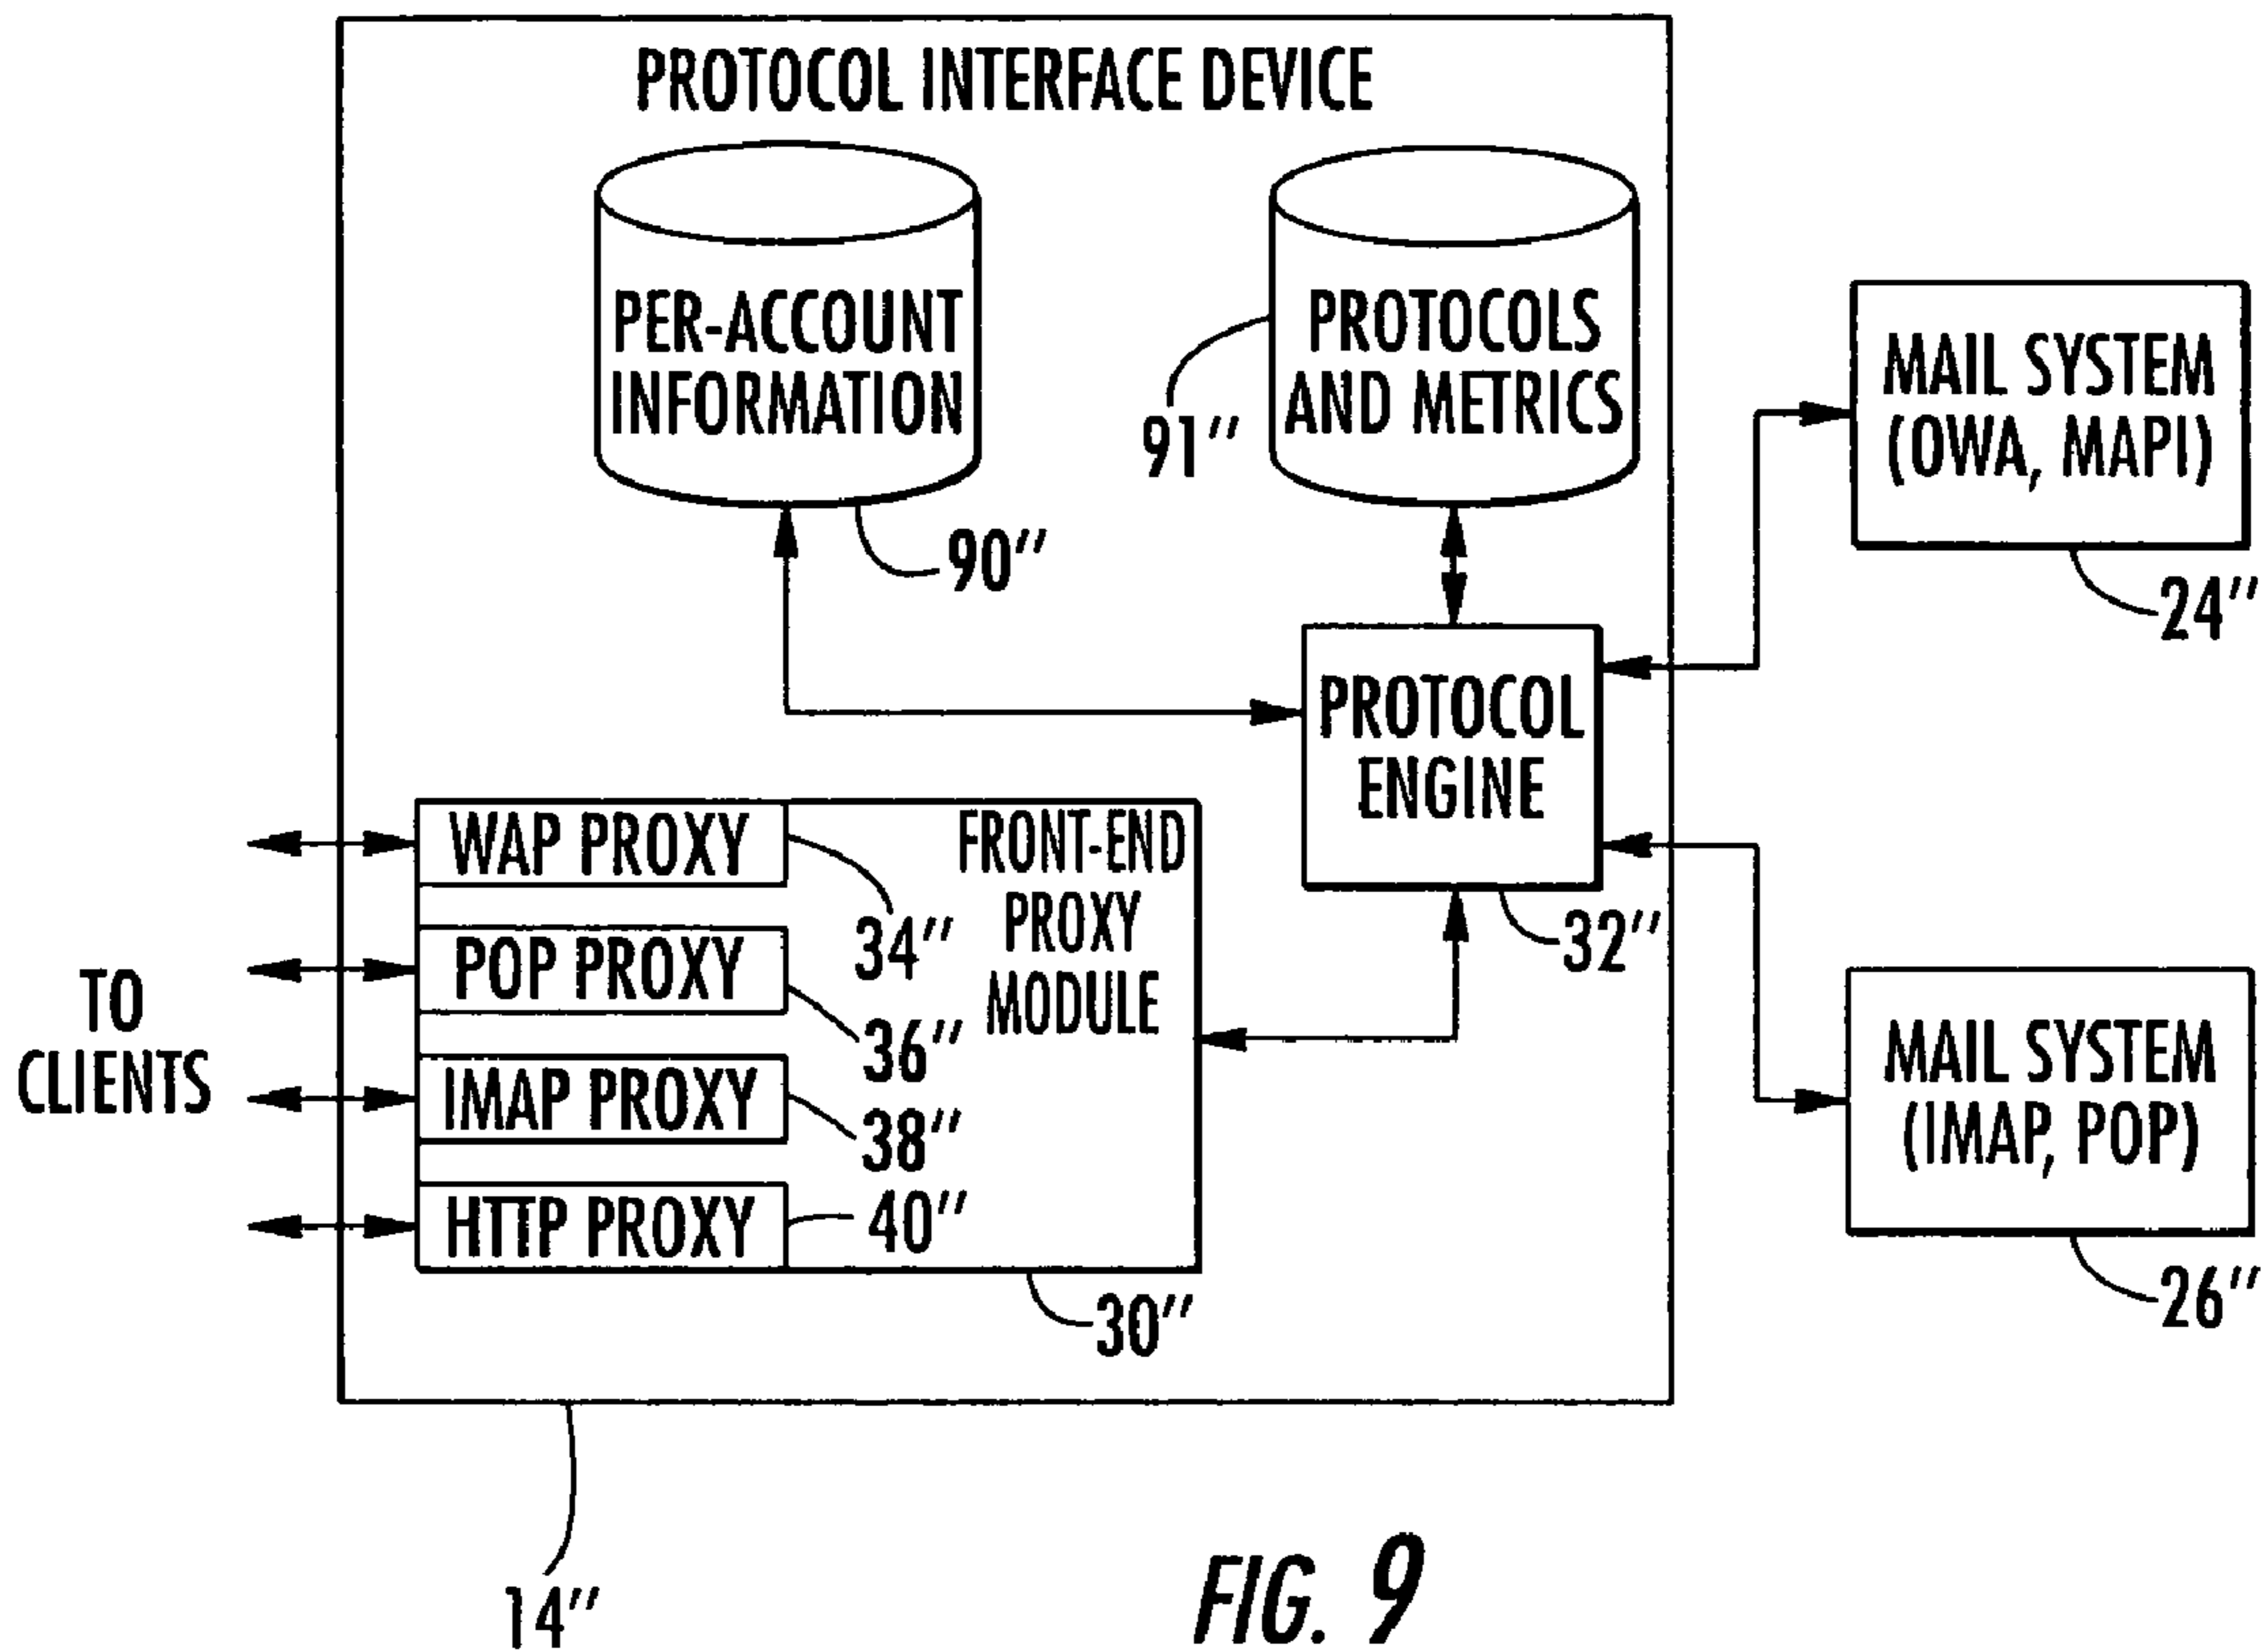 PROTOCOL INTERFACE DEVICE
PER-ACCOUNT
INFORMATION
90″
PROTOCOLS
AND METRICS
91″
MAIL SYSTEM
(OWA, MAPI)
24″
PROTOCOL
ENGINE
32″
TO
CLIENTS
WAP PROXY
34″
POP PROXY
36″
IMAP PROXY
38″
HTTP PROXY
40″
FRONT-END
PROXY
MODULE
30″
MAIL SYSTEM
(IMAP, POP)
26″
14″
FIG. 9